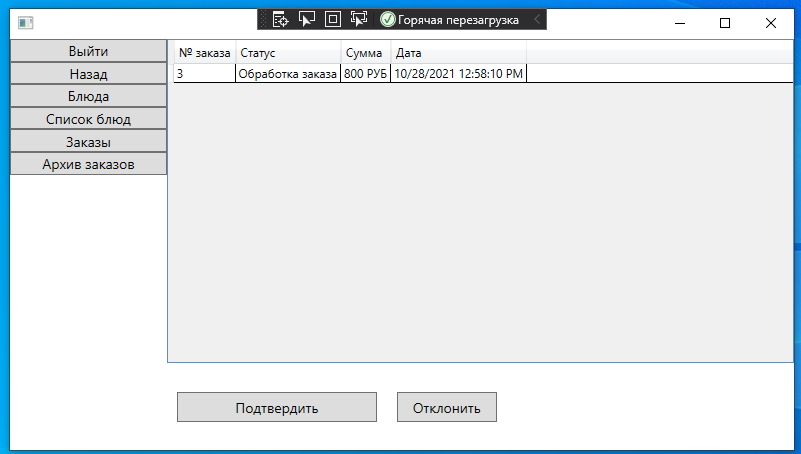 Горячая перезагрузка
Выйти
Назад
Блюда
Список блюд
Заказы
Архив заказов
№ заказа Статус Сумма Дата
3 Обработка заказа 800 РУБ 10/28/2021 12:58:10 PM
Подтвердить Отклонить